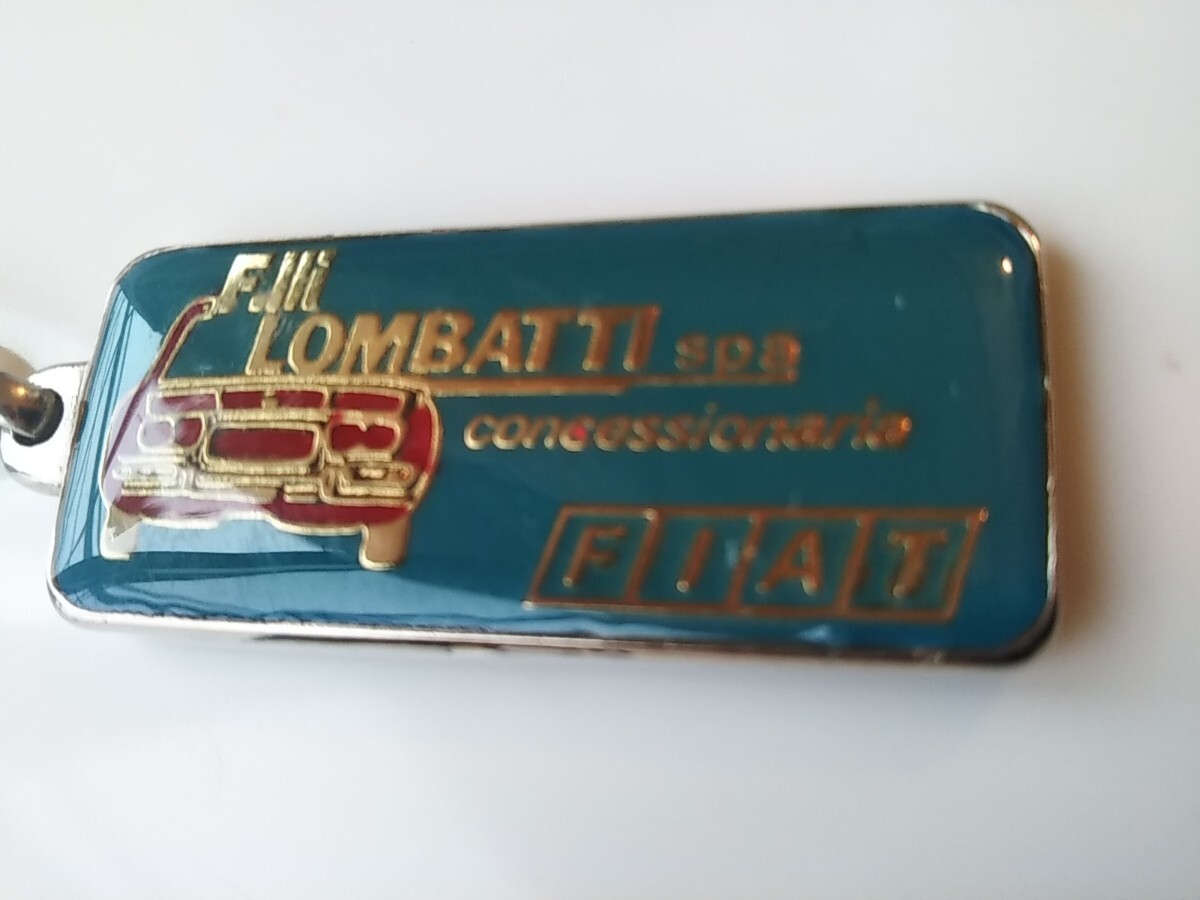 F.lli
LOMBATTI spa
concessionaria
FIAT